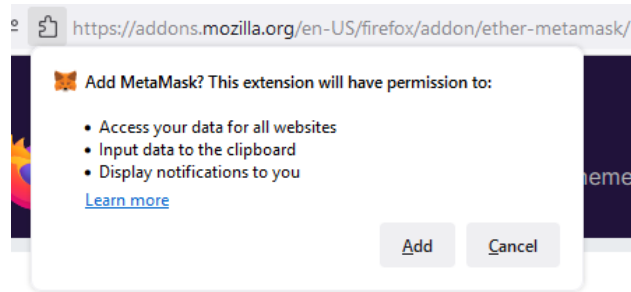 https://addons.mozilla.org/en-US/firefox/addon/ether-metamask/
Add MetaMask? This extension will have permission to:
• Access your data for all websites
• Input data to the clipboard
• Display notifications to you
Learn more
Add Cancel